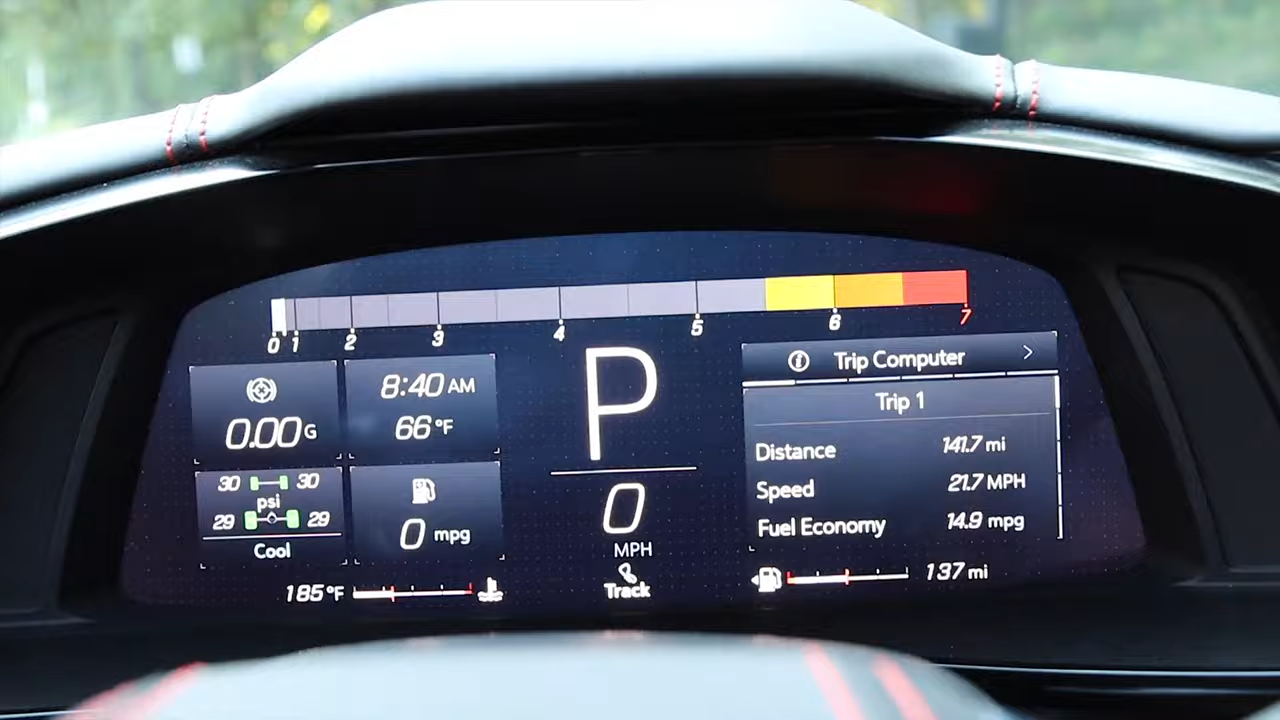 0 1 2 3 4 5 6 7
0.00 G
8:40 AM
66 °F
30 30
psi
29 29
Cool
0 mpg
185 °F
P
0
MPH
Track
i Trip Computer >
Trip 1
Distance 141.7 mi
Speed 21.7 MPH
Fuel Economy 14.9 mpg
137 mi